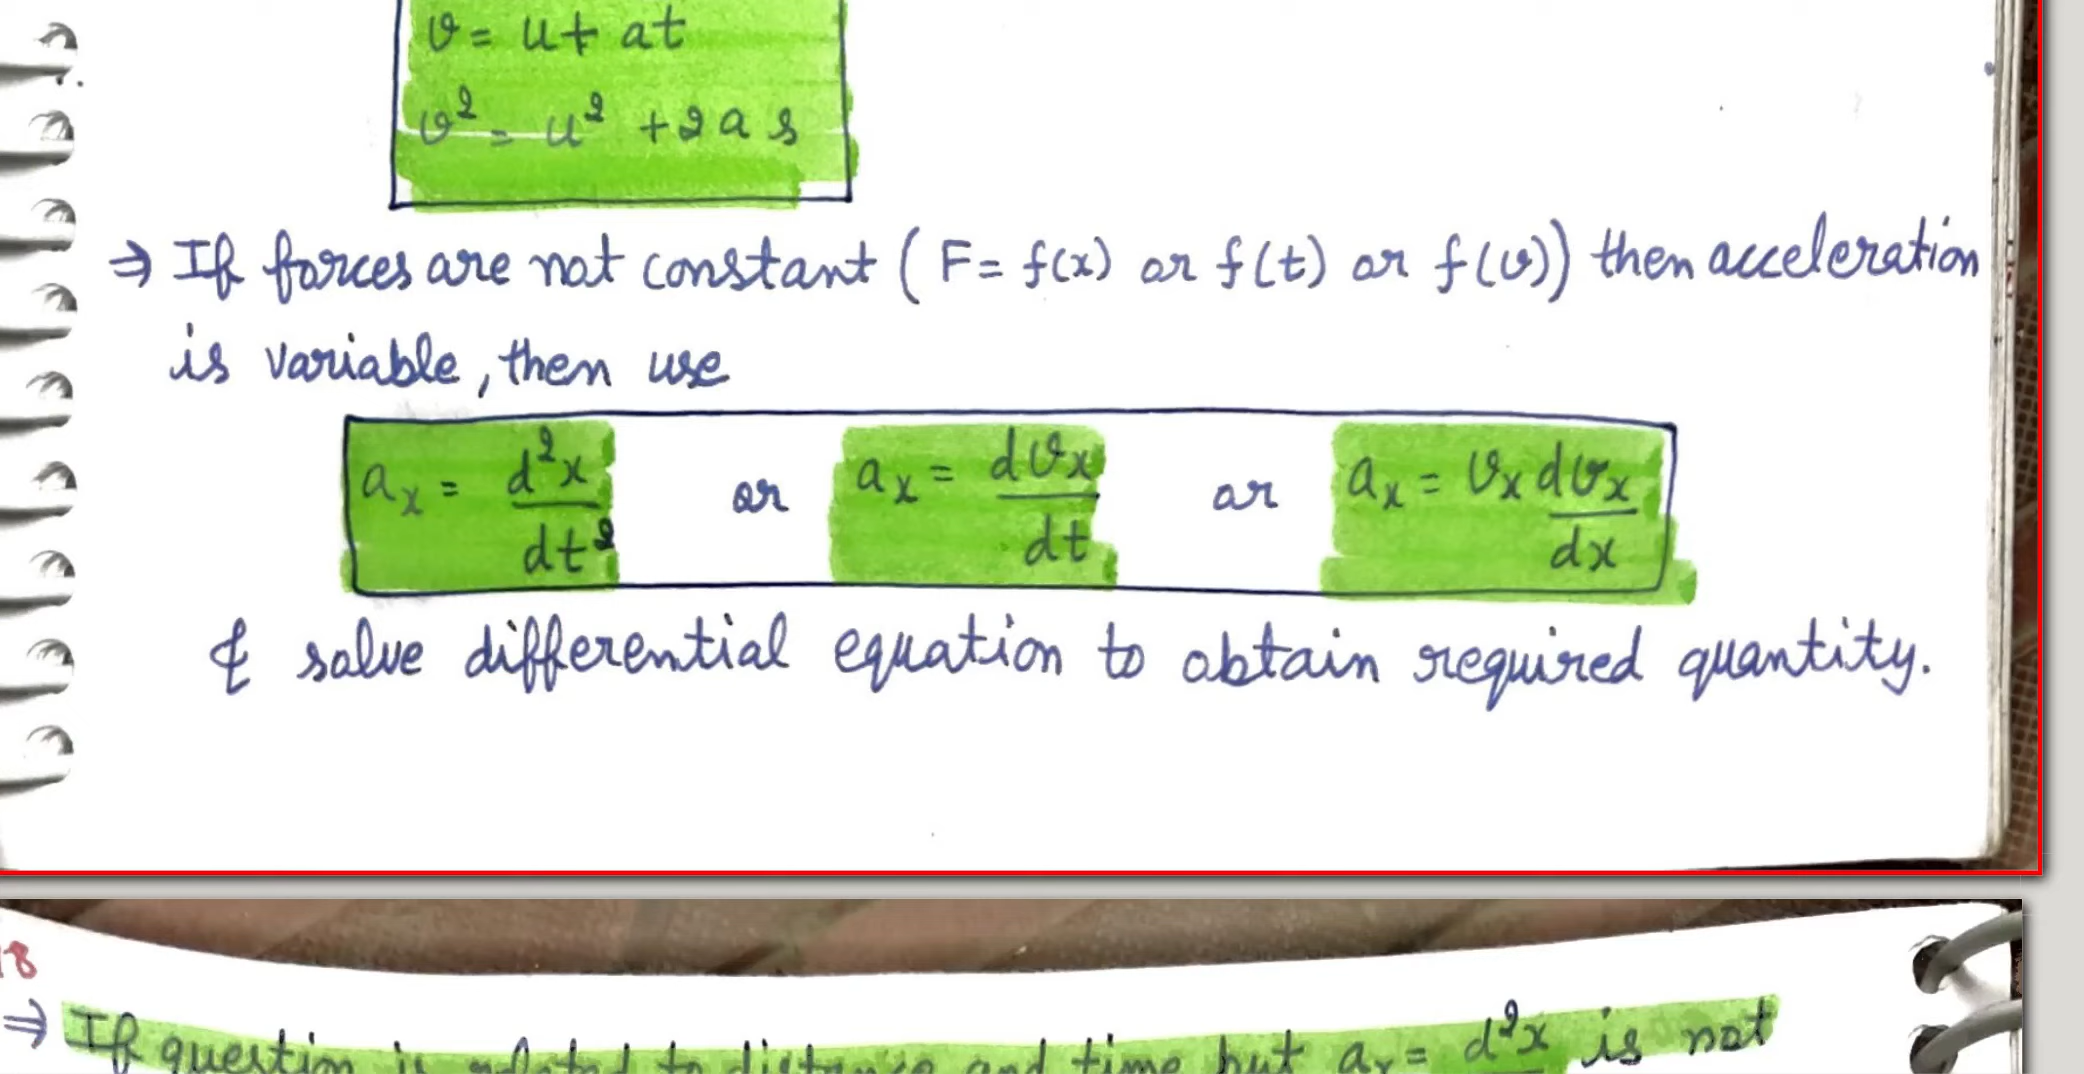 v = u + at
v² = u² + 2as
⇒ If forces are not constant (F = f(x) or f(t) or f(v)) then acceleration
is variable, then use
aₓ = d²x/dt² or aₓ = dvₓ/dt or aₓ = vₓ dvₓ/dx
& solve differential equation to obtain required quantity.
18
⇒ If question is related to distance and time but aₓ = d²x is not